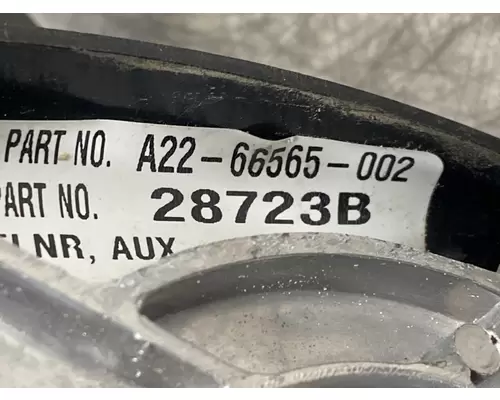 PART NO. A22-66565-002
PART NO. 28723B
NR, AUX